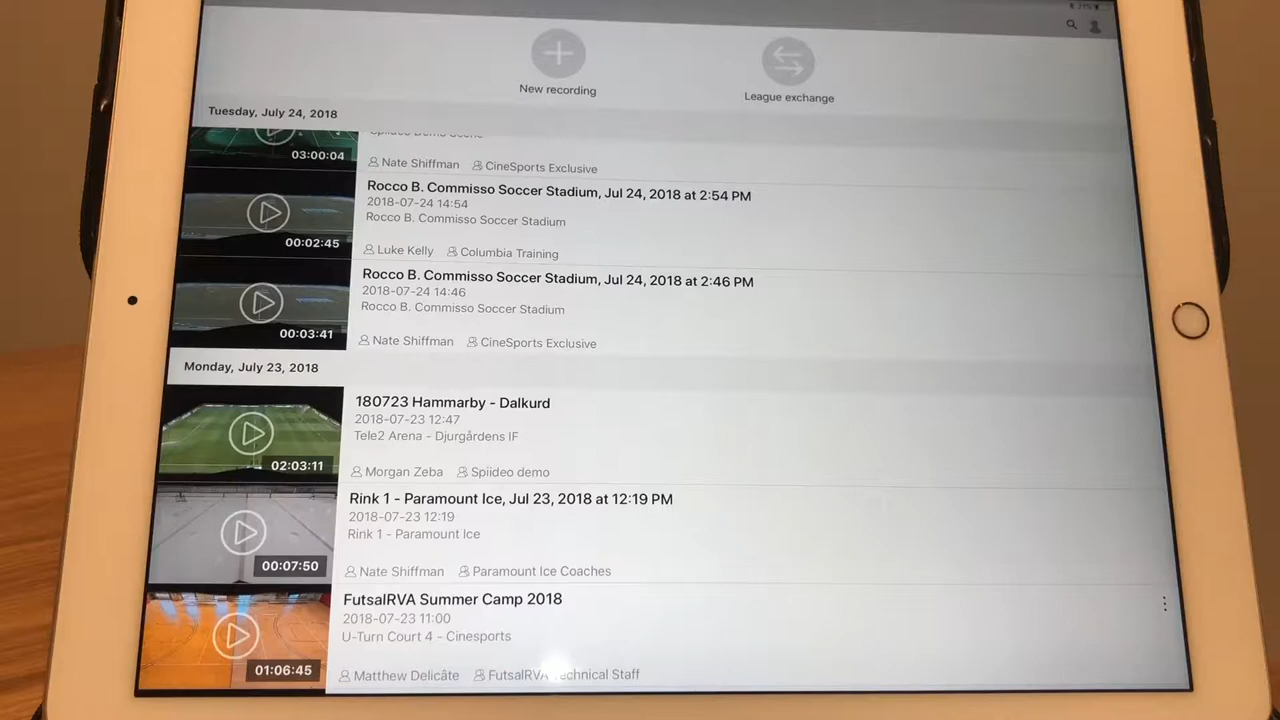 21%
New recording
League exchange
Tuesday, July 24, 2018
Spiideo Demo Scene
03:00:04
Nate Shiffman CineSports Exclusive
Rocco B. Commisso Soccer Stadium, Jul 24, 2018 at 2:54 PM
2018-07-24 14:54
Rocco B. Commisso Soccer Stadium
00:02:45
Luke Kelly Columbia Training
Rocco B. Commisso Soccer Stadium, Jul 24, 2018 at 2:46 PM
2018-07-24 14:46
Rocco B. Commisso Soccer Stadium
00:03:41
Nate Shiffman CineSports Exclusive
Monday, July 23, 2018
180723 Hammarby - Dalkurd
2018-07-23 12:47
Tele2 Arena - Djurgårdens IF
02:03:11
Morgan Zeba Spiideo demo
Rink 1 - Paramount Ice, Jul 23, 2018 at 12:19 PM
2018-07-23 12:19
Rink 1 - Paramount Ice
00:07:50
Nate Shiffman Paramount Ice Coaches
FutsalRVA Summer Camp 2018
2018-07-23 11:00
U-Turn Court 4 - Cinesports
01:06:45
Matthew Delicâte FutsalRVA Technical Staff